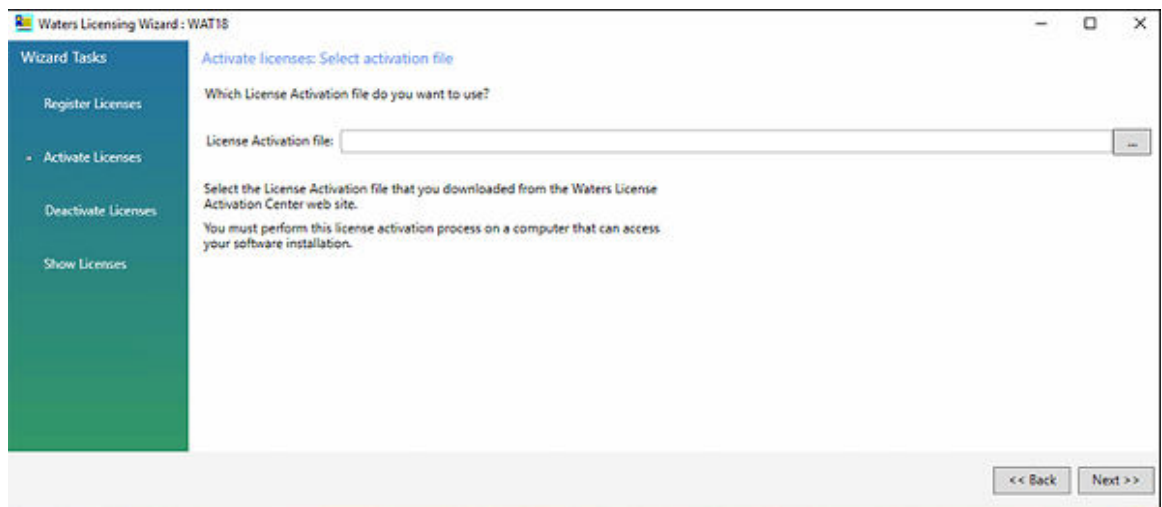 Waters Licensing Wizard : WAT18
Wizard Tasks
Register Licenses
Activate Licenses
Deactivate Licenses
Show Licenses
Activate licenses: Select activation file
Which License Activation file do you want to use?
License Activation file:
...
Select the License Activation file that you downloaded from the Waters License
Activation Center web site.
You must perform this license activation process on a computer that can access
your software installation.
<< Back
Next >>